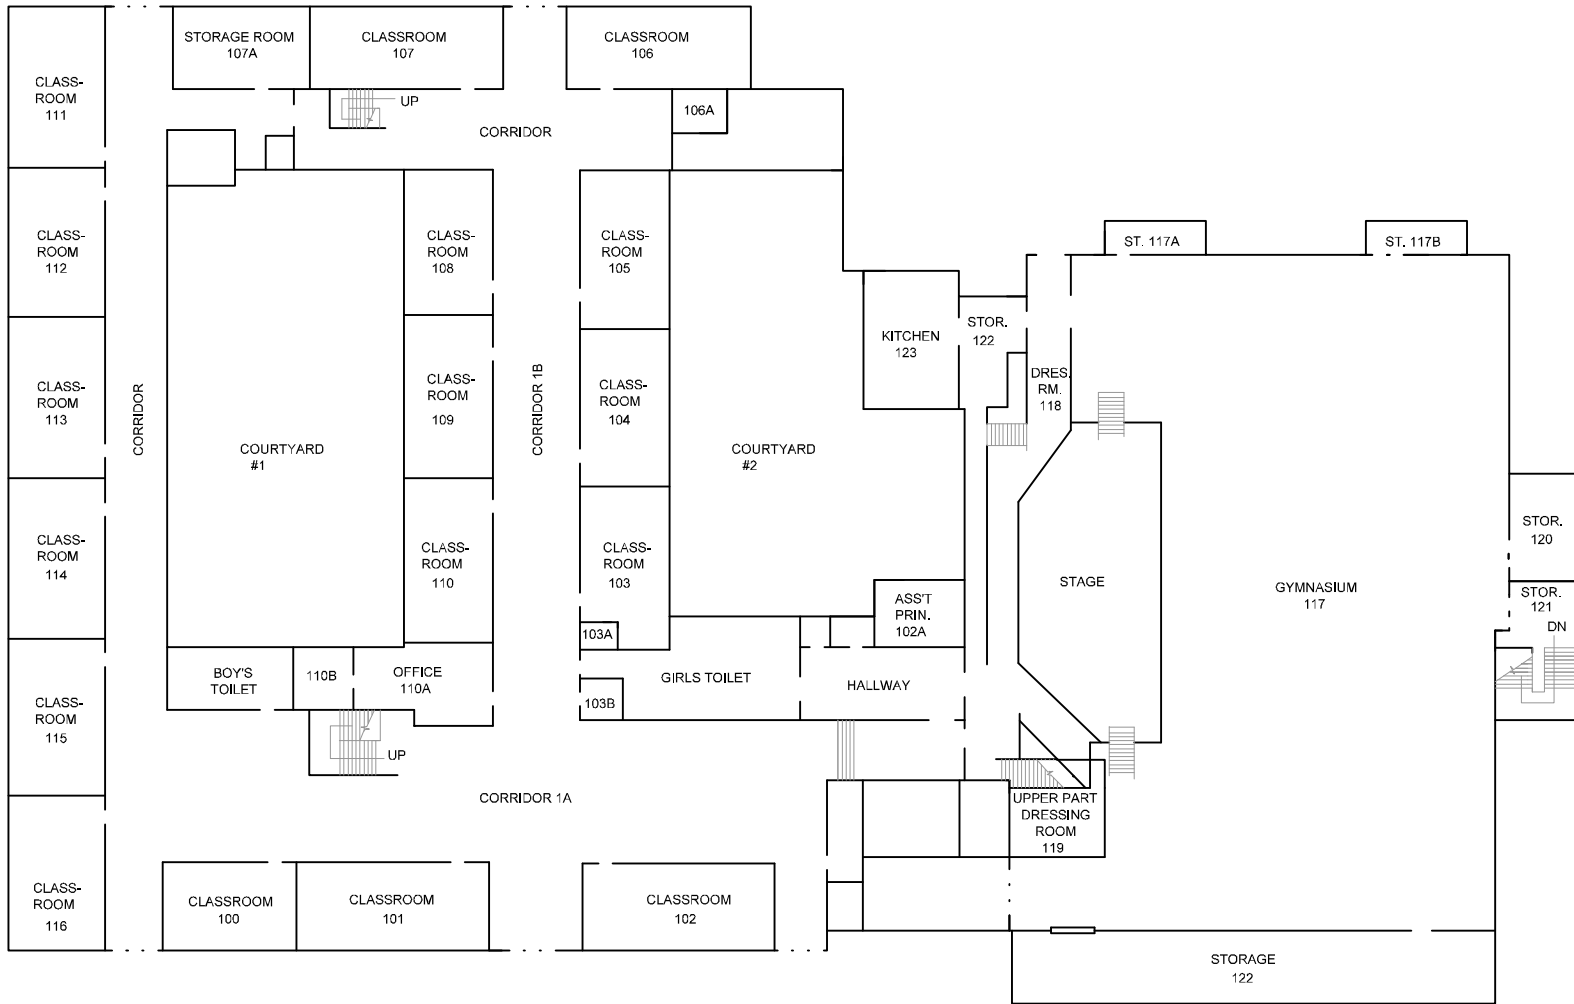 STORAGE ROOM
107A
CLASSROOM
107
CLASSROOM
106
CLASS-
ROOM
111
UP
106A
CORRIDOR
CLASS-
ROOM
112
CLASS-
ROOM
108
CLASS-
ROOM
105
ST. 117A
ST. 117B
KITCHEN
123
STOR.
122
CLASS-
ROOM
113
CORRIDOR
CLASS-
ROOM
109
CORRIDOR 1B
CLASS-
ROOM
104
DRES.
RM.
118
COURTYARD
#1
COURTYARD
#2
CLASS-
ROOM
114
CLASS-
ROOM
110
CLASS-
ROOM
103
STAGE
GYMNASIUM
117
STOR.
120
STOR.
121
DN
ASS'T
PRIN.
102A
103A
BOY'S
TOILET
110B
OFFICE
110A
GIRLS TOILET
HALLWAY
103B
CLASS-
ROOM
115
UP
CORRIDOR 1A
UPPER PART
DRESSING
ROOM
119
CLASS-
ROOM
116
CLASSROOM
100
CLASSROOM
101
CLASSROOM
102
STORAGE
122